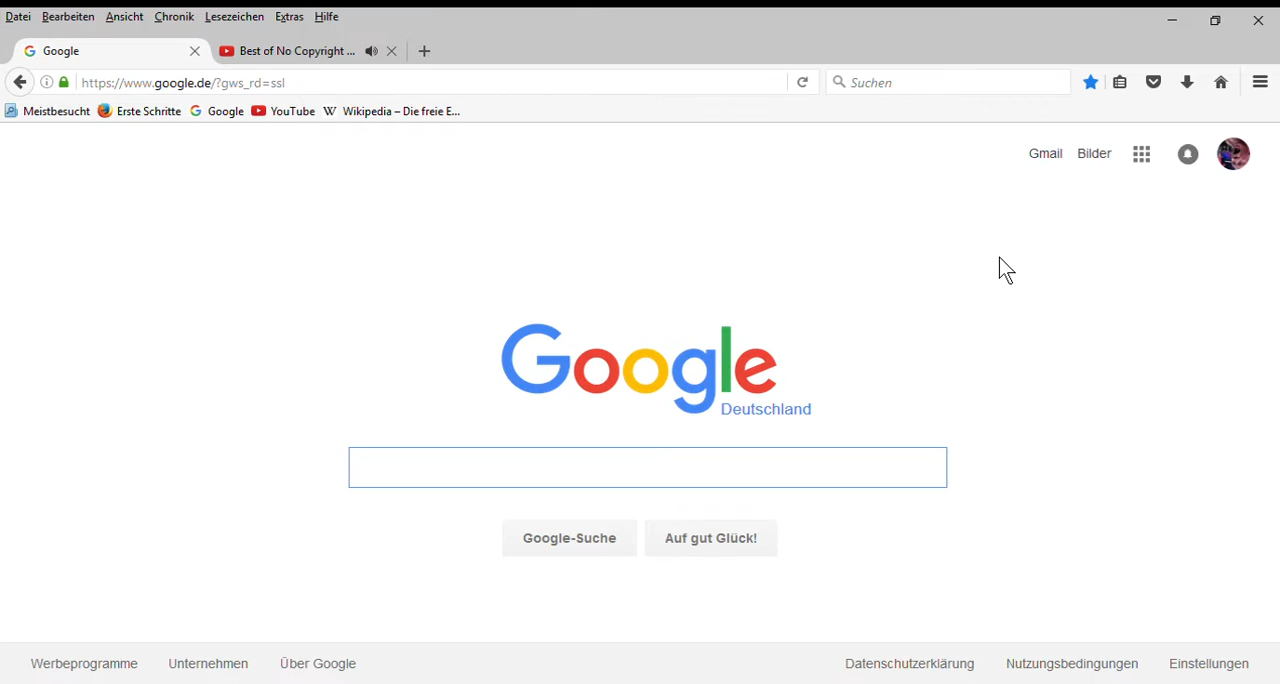 Datei Bearbeiten Ansicht Chronik Lesezeichen Extras Hilfe
Google Best of No Copyright ...
https://www.google.de/?gws_rd=ssl Suchen
Meistbesucht Erste Schritte Google YouTube Wikipedia – Die freie E...
Gmail Bilder
Google
Deutschland
Google-Suche Auf gut Glück!
Werbeprogramme Unternehmen Über Google Datenschutzerklärung Nutzungsbedingungen Einstellungen